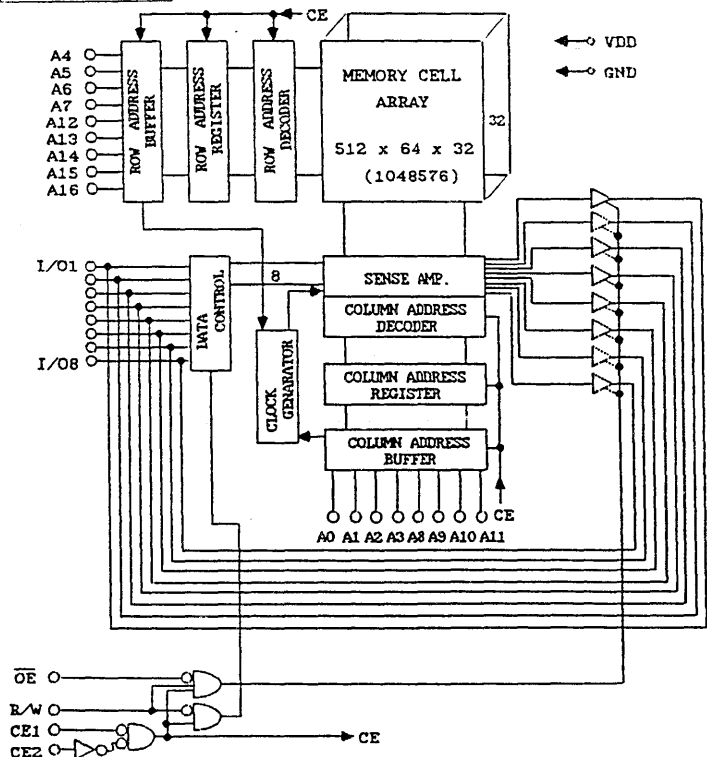 CE
VDD
GND
A4
A5
A6
A7
A12
A13
A14
A15
A16
ROW ADDRESS
BUFFER
ROW ADDRESS
REGISTER
ROW ADDRESS
DECODER
MEMORY CELL
ARRAY
512 x 64 x 32
(1048576)
32
I/O1
I/O8
DATA
CONTROL
8
SENSE AMP.
COLUMN ADDRESS
DECODER
CLOCK
GENARATOR
COLUMN ADDRESS
REGISTER
COLUMN ADDRESS
BUFFER
CE
A0 A1 A2 A3 A8 A9 A10 A11
OE
R/W
CE1
CE2
CE